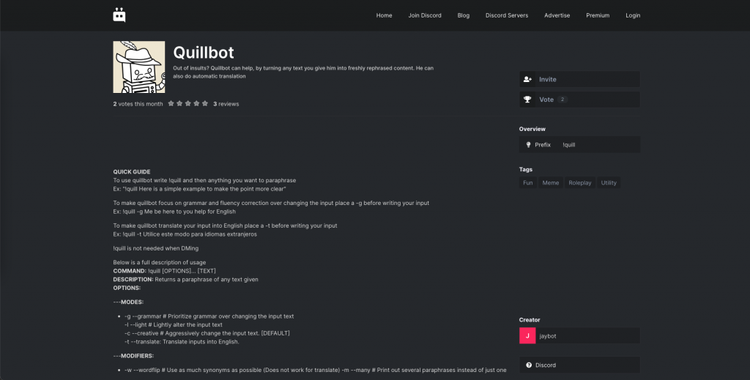 Home Join Discord Blog Discord Servers Advertise Premium Login
Quillbot
Out of insults? Quillbot can help, by turning any text you give him into freshly rephrased content. He can
also do automatic translation
2 votes this month 3 reviews
Invite
Vote 2
Overview
Prefix !quill
Tags
Fun Meme Roleplay Utility
QUICK GUIDE
To use quillbot write !quill and then anything you want to paraphrase
Ex: "!quill Here is a simple example to make the point more clear"
To make quillbot focus on grammar and fluency correction over changing the input place a -g before writing your input
Ex: !quill -g Me be here to you help for English
To make quillbot translate your input into English place a -t before writing your input
Ex: !quill -t Utilice este modo para idiomas extranjeros
!quill is not needed when DMing
Below is a full description of usage
COMMAND: !quill [OPTIONS]... [TEXT]
DESCRIPTION: Returns a paraphrase of any text given
OPTIONS:
---MODES:
-g --grammar # Prioritize grammar over changing the input text
-l --light # Lightly alter the input text
-c --creative # Aggressively change the input text. [DEFAULT]
-t --translate: Translate inputs into English.
---MODIFIERS:
-w --wordflip # Use as much synonyms as possible (Does not work for translate) -m --many # Print out several paraphrases instead of just one
Creator
J jaybot
Discord